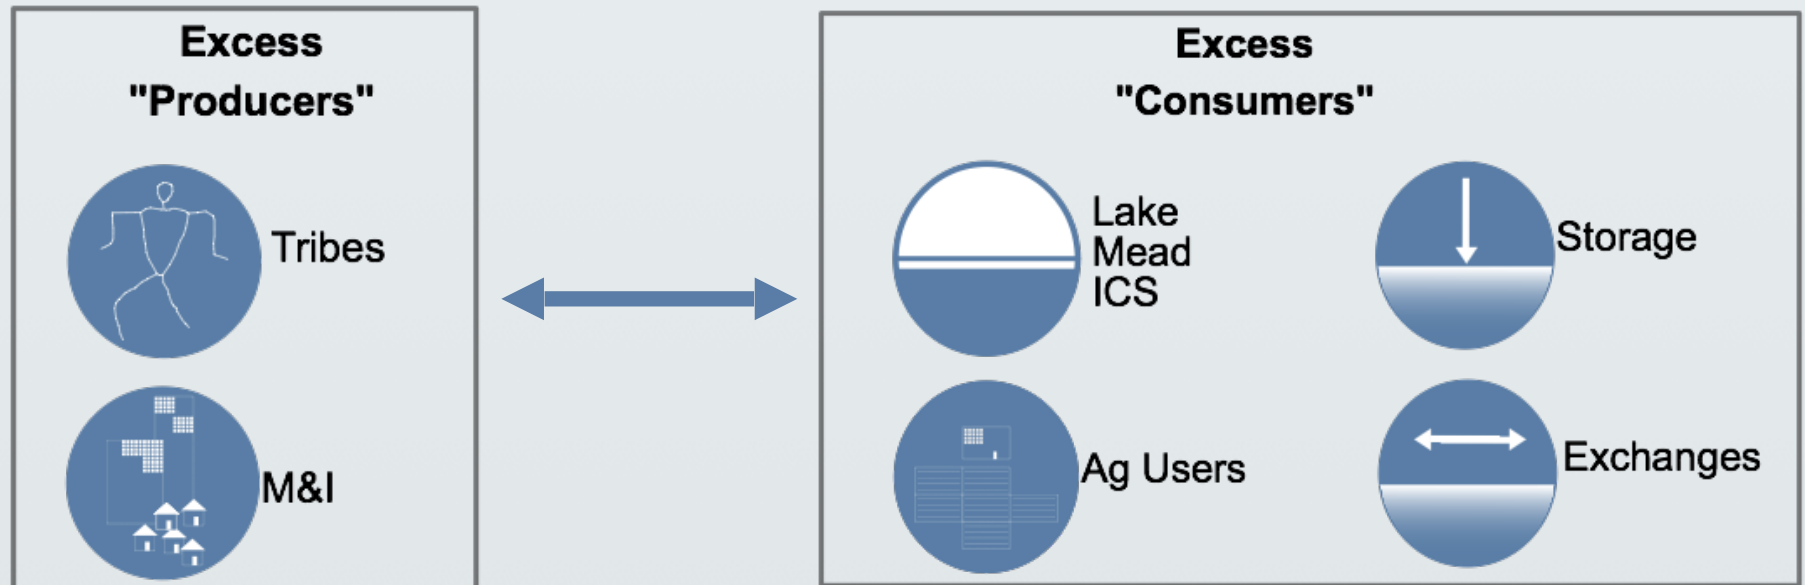 Excess
"Producers"
Tribes
M&I
Excess
"Consumers"
Lake
Mead
ICS
Storage
Ag Users
Exchanges